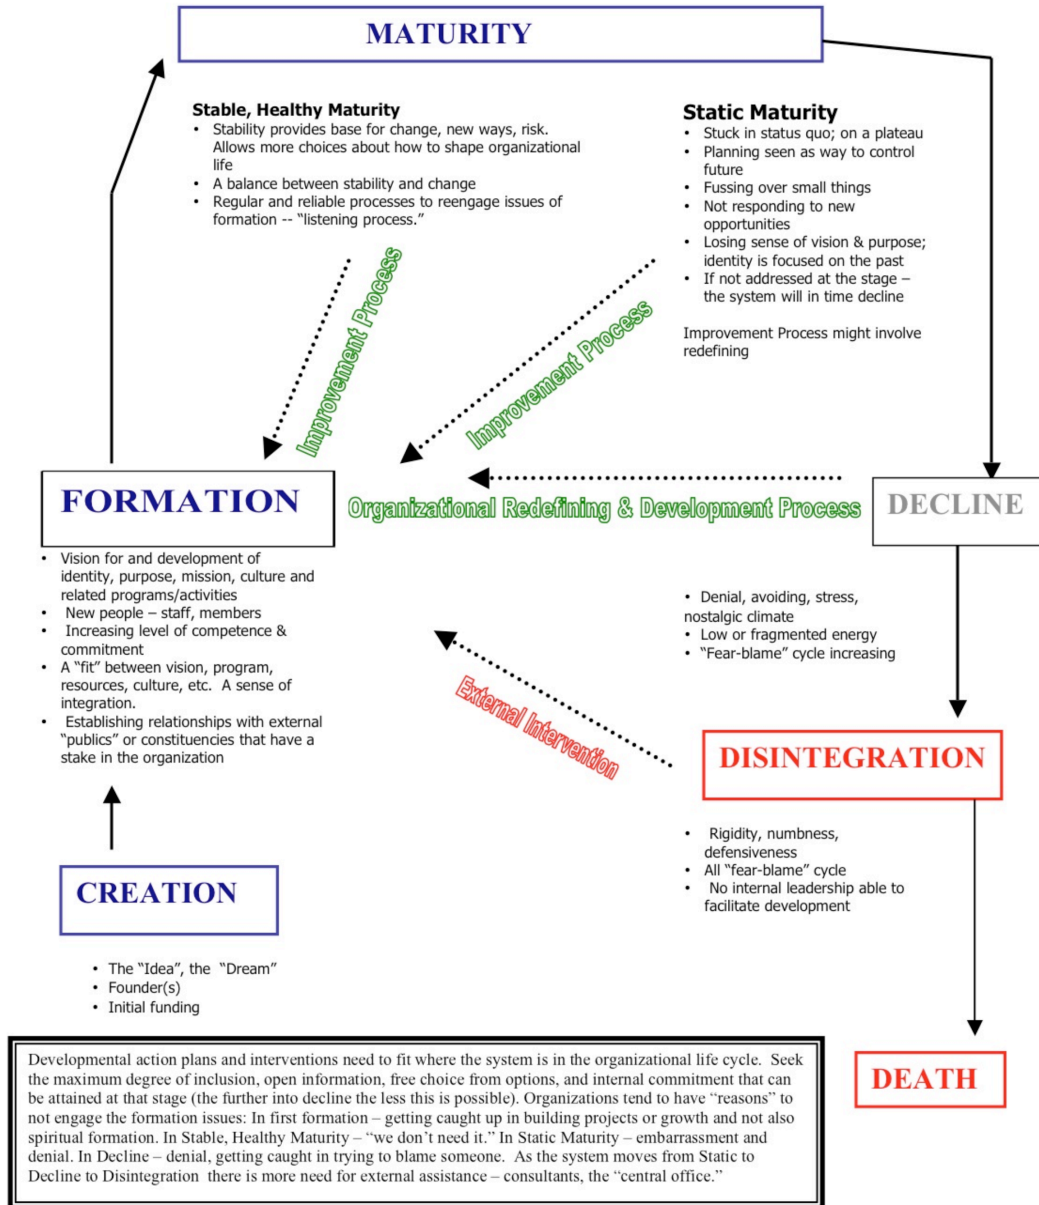 MATURITY
Stable, Healthy Maturity
• Stability provides base for change, new ways, risk.
Allows more choices about how to shape organizational
life
• A balance between stability and change
• Regular and reliable processes to reengage issues of
formation -- “listening process.”
Static Maturity
• Stuck in status quo; on a plateau
• Planning seen as way to control
future
• Fussing over small things
• Not responding to new
opportunities
• Losing sense of vision & purpose;
identity is focused on the past
• If not addressed at the stage –
the system will in time decline
Improvement Process might involve
redefining
Improvement Process
Improvement Process
FORMATION
Organizational Redefining & Development Process
DECLINE
• Vision for and development of
identity, purpose, mission, culture and
related programs/activities
• New people – staff, members
• Increasing level of competence &
commitment
• A “fit” between vision, program,
resources, culture, etc. A sense of
integration.
• Establishing relationships with external
“publics” or constituencies that have a
stake in the organization
• Denial, avoiding, stress,
nostalgic climate
• Low or fragmented energy
• “Fear-blame” cycle increasing
External Intervention
DISINTEGRATION
• Rigidity, numbness,
defensiveness
• All “fear-blame” cycle
• No internal leadership able to
facilitate development
CREATION
• The “Idea”, the “Dream”
• Founder(s)
• Initial funding
DEATH
Developmental action plans and interventions need to fit where the system is in the organizational life cycle. Seek
the maximum degree of inclusion, open information, free choice from options, and internal commitment that can
be attained at that stage (the further into decline the less this is possible). Organizations tend to have “reasons” to
not engage the formation issues: In first formation – getting caught up in building projects or growth and not also
spiritual formation. In Stable, Healthy Maturity – “we don’t need it.” In Static Maturity – embarrassment and
denial. In Decline – denial, getting caught in trying to blame someone. As the system moves from Static to
Decline to Disintegration there is more need for external assistance – consultants, the “central office.”